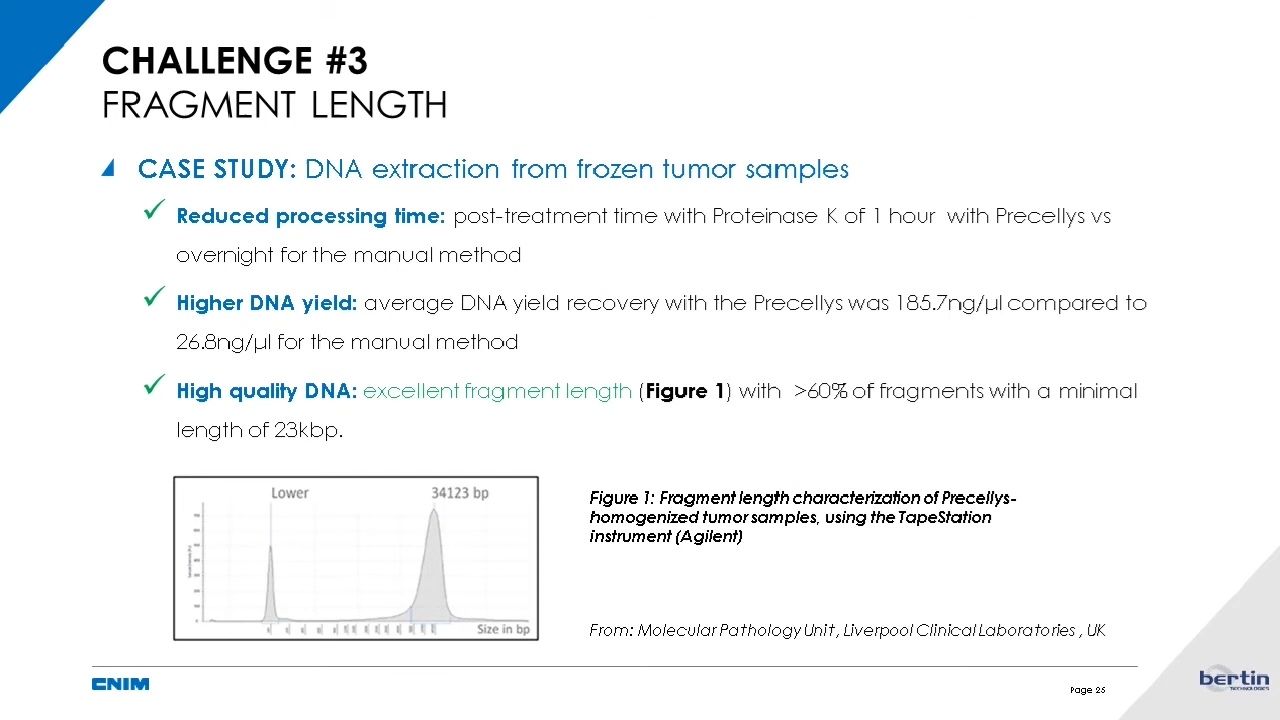 CHALLENGE #3
FRAGMENT LENGTH
CASE STUDY: DNA extraction from frozen tumor samples
Reduced processing time: post-treatment time with Proteinase K of 1 hour with Precellys vs
overnight for the manual method
Higher DNA yield: average DNA yield recovery with the Precellys was 185.7ng/µl compared to
26.8ng/µl for the manual method
High quality DNA: excellent fragment length (Figure 1) with >60% of fragments with a minimal
length of 23kbp.
Lower
34123 bp
Size in bp
Figure 1: Fragment length characterization of Precellys-
homogenized tumor samples, using the TapeStation
instrument (Agilent)
From: Molecular Pathology Unit, Liverpool Clinical Laboratories , UK
CNIM
Page 25
bertin
TECHNOLOGIES